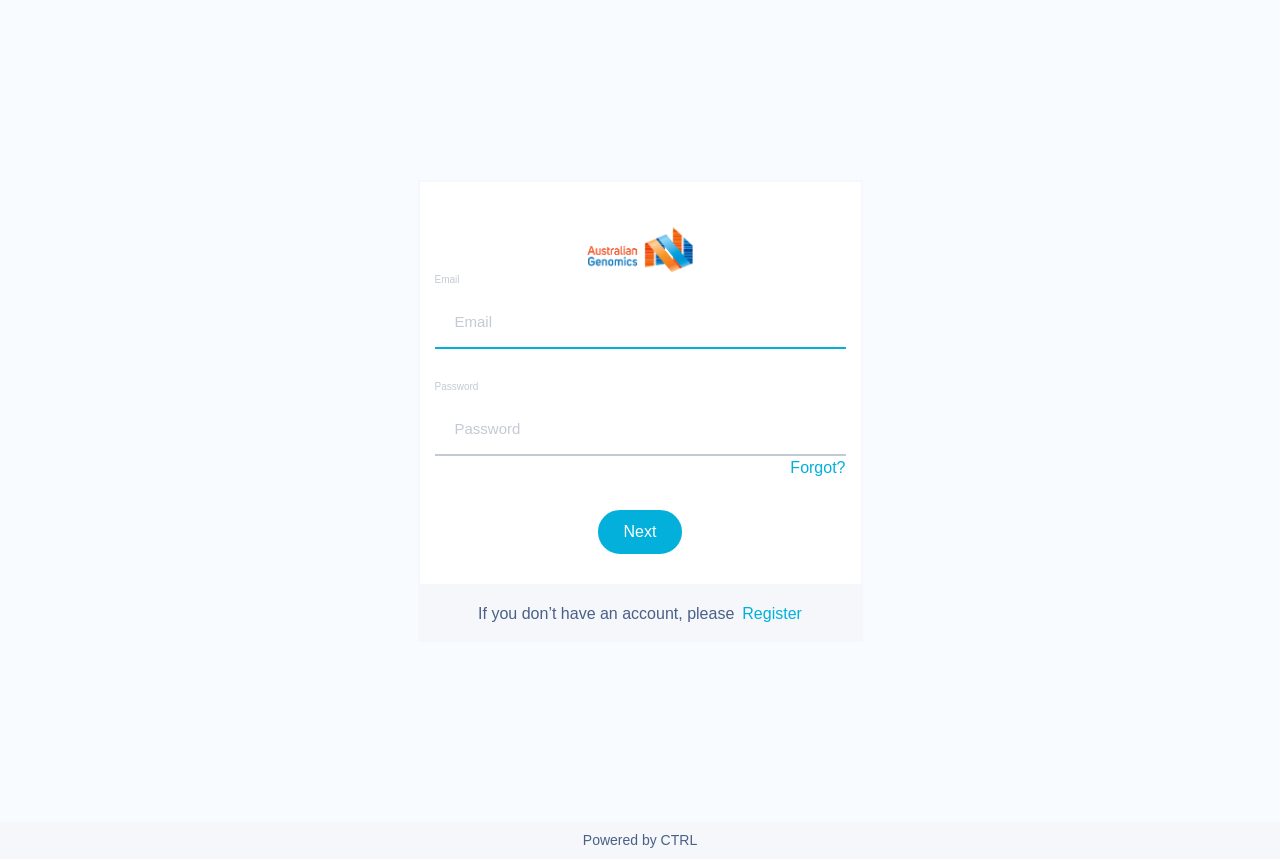 Australian
Genomics
Email
Email
Password
Password
Forgot?
Next
If you don’t have an account, please Register
Powered by CTRL